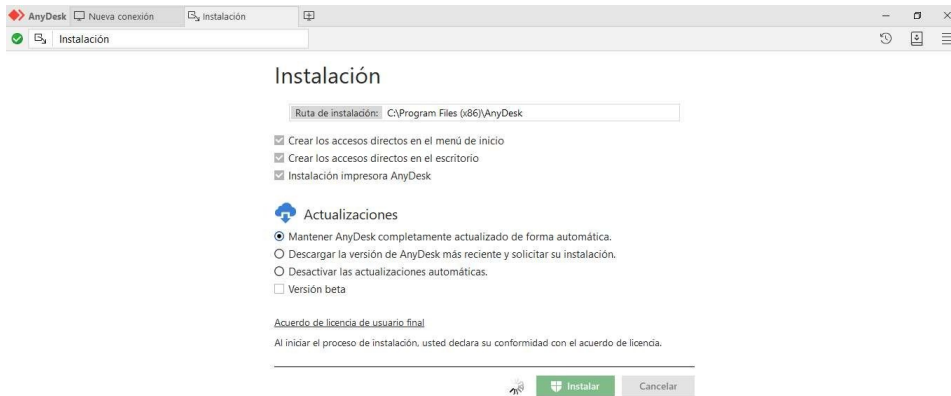 AnyDesk Nueva conexión Instalación
Instalación
Instalación
Ruta de instalación: C:\Program Files (x86)\AnyDesk
Crear los accesos directos en el menú de inicio
Crear los accesos directos en el escritorio
Instalación impresora AnyDesk
Actualizaciones
Mantener AnyDesk completamente actualizado de forma automática.
Descargar la versión de AnyDesk más reciente y solicitar su instalación.
Desactivar las actualizaciones automáticas.
Versión beta
Acuerdo de licencia de usuario final
Al iniciar el proceso de instalación, usted declara su conformidad con el acuerdo de licencia.
Instalar Cancelar